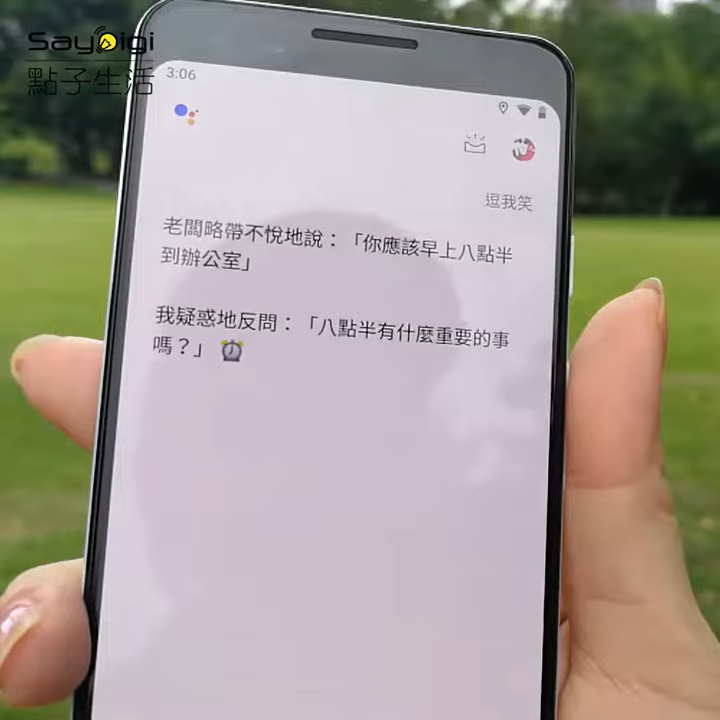 SayDigi
點子生活
3:06
逗我笑
老闆略帶不悅地說：「你應該早上八點半
到辦公室」
我疑惑地反問：「八點半有什麼重要的事
嗎？」 ⏰